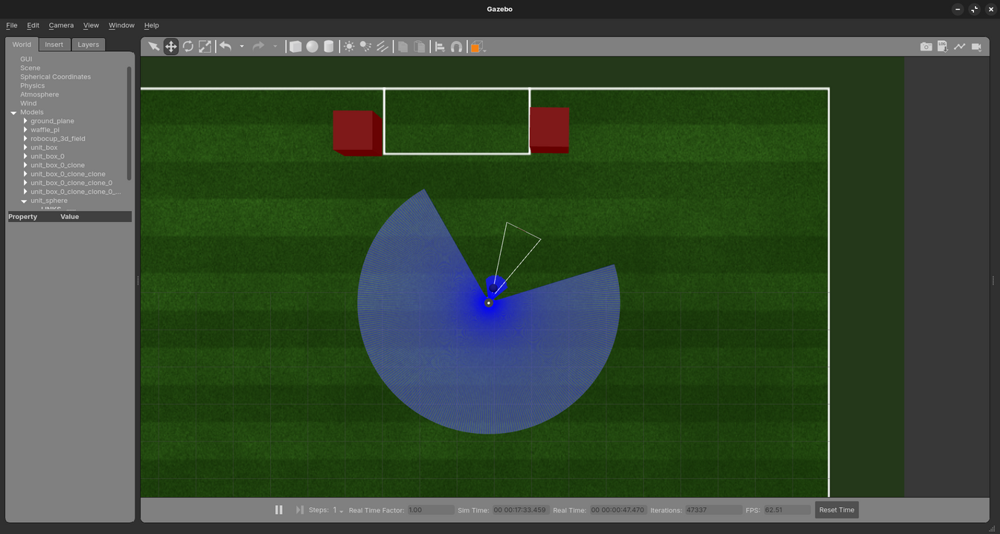 Gazebo
File Edit Camera View Window Help
World Insert Layers
GUI
Scene
Spherical Coordinates
Physics
Atmosphere
Wind
Models
ground_plane
waffle_pi
robocup_3d_field
unit_box
unit_box_0
unit_box_0_clone
unit_box_0_clone_clone
unit_box_0_clone_clone_0
unit_box_0_clone_clone_0_...
unit_sphere
LINKS
Property Value
LOG
Steps: 1 Real Time Factor: 1.00 Sim Time: 00 00:17:33.459 Real Time: 00 00:00:47.470 Iterations: 47337 FPS: 62.51 Reset Time